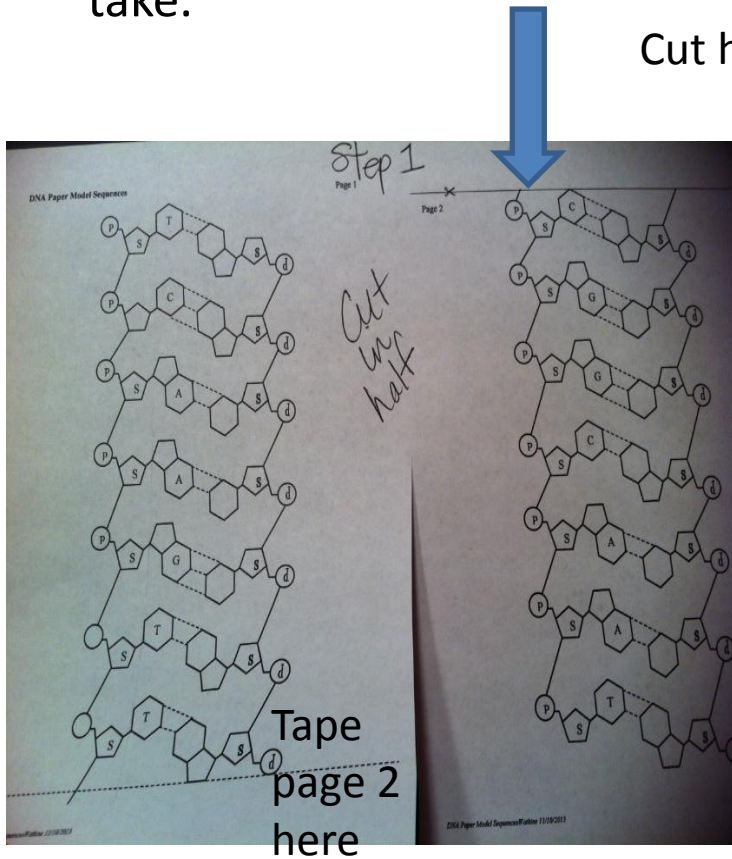 take.
Cut h
DNA Paper Model Sequences
Step 1
Page 1
Page 2
Cut
in
half
P S T S d
P S C S d
P S A S d
P S A S d
P S G S d
S T S d
S T S d
P S C S d
P S G S d
P S G S d
P S C S d
P S A S d
P S A S d
P S T S
Tape
page 2
here
DNA Paper Model Sequences/Watkins 11/18/2013